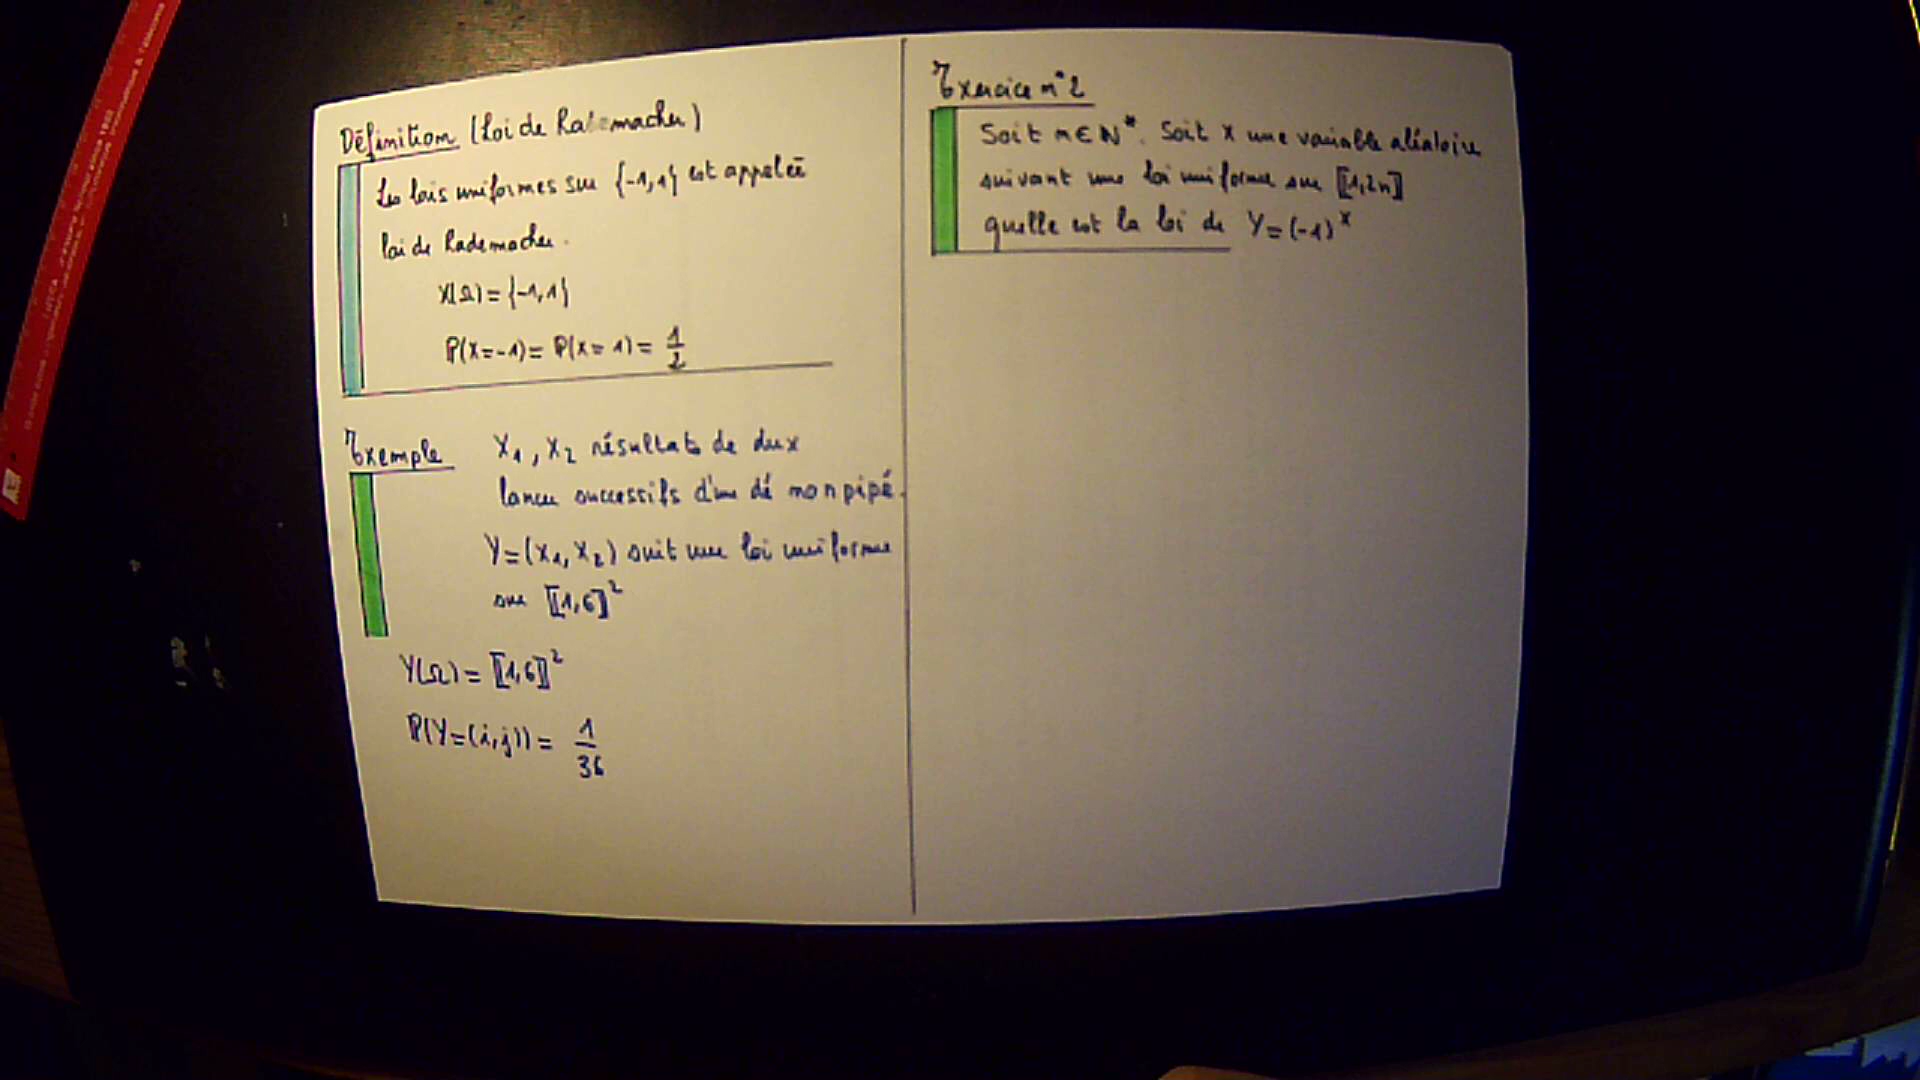 Définition (Loi de Rademacher)
Les lois uniformes sur {-1,1} est appelée
loi de Rademacher.
X(Ω) = {-1,1}
P(X=-1) = P(X=1) = 1/2
Exemple X₁, X₂ résultats de deux
lancer successifs d'un dé non pipé.
Y=(X₁, X₂) suit une loi uniforme
sur ⟦1,6⟧²
Y(Ω) = ⟦1,6⟧²
P(Y=(i,j)) = 1/36
Exercice n°2
Soit n ∈ N*. Soit X une variable aléatoire
suivant une loi uniforme sur ⟦1,2n⟧
quelle est la loi de Y = (-1)^X